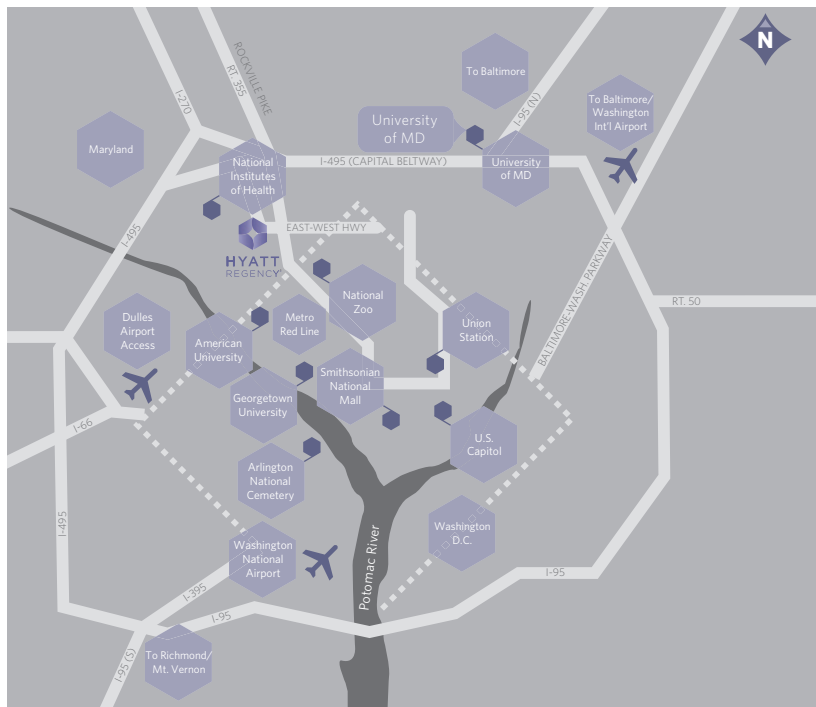 N
ROCKVILLE PIKE
RT. 355
I-270
To Baltimore
I-95 (N)
To Baltimore/
Washington
Int'l Airport
University
of MD
Maryland
National
Institutes
of Health
I-495 (CAPITAL BELTWAY)
University
of MD
I-495
EAST-WEST HWY
HYATT
REGENCY
BALTIMORE-WASH. PARKWAY
RT. 50
National
Zoo
Dulles
Airport
Access
Metro
Red Line
Union
Station
American
University
Smithsonian
National
Mall
Georgetown
University
I-66
U.S.
Capitol
Arlington
National
Cemetery
I-495
Washington
D.C.
Washington
National
Airport
Potomac River
I-395
I-95
I-95
I-95 (S)
To Richmond/
Mt. Vernon